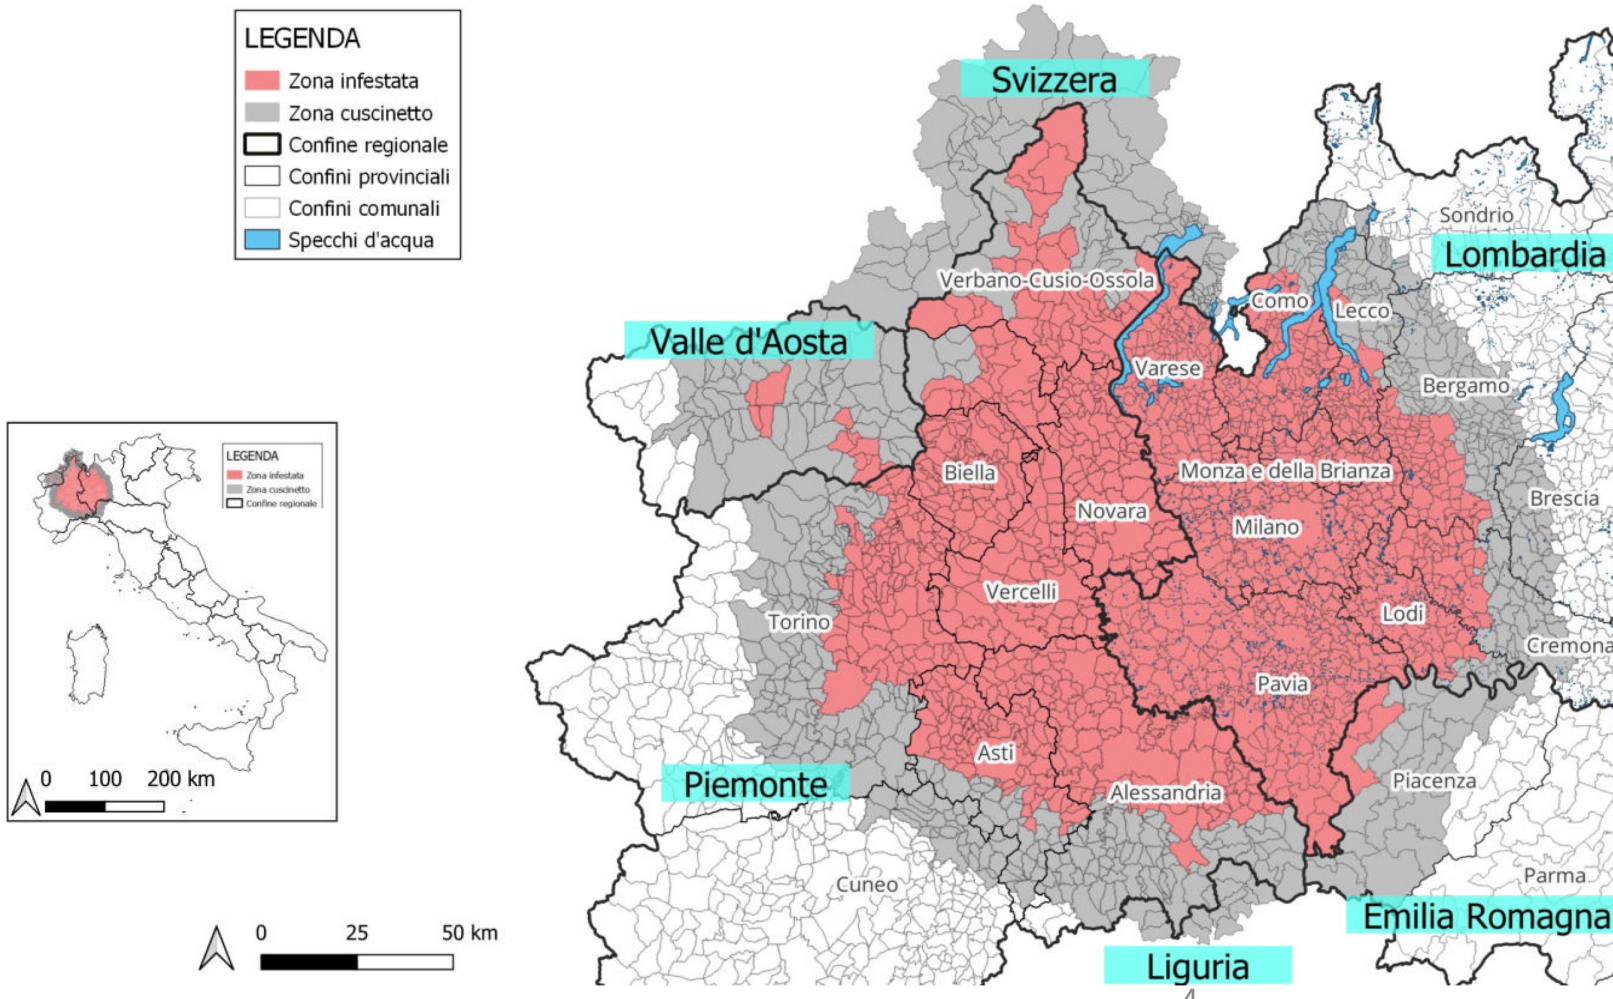 LEGENDA
Zona infestata
Zona cuscinetto
Confine regionale
Confini provinciali
Confini comunali
Specchi d'acqua
Svizzera
Sondrio
Lombardia
Verbano-Cusio-Ossola
Como
Lecco
Valle d'Aosta
Varese
Bergamo
LEGENDA
Zona infestata
Zona cuscinetto
Confine regionale
Biella
Monza e della Brianza
Brescia
Novara
Milano
Vercelli
Torino
Lodi
Cremona
Pavia
Asti
Piemonte
Alessandria
Piacenza
0 100 200 km
Cuneo
Parma
Emilia Romagna
0 25 50 km
Liguria
4